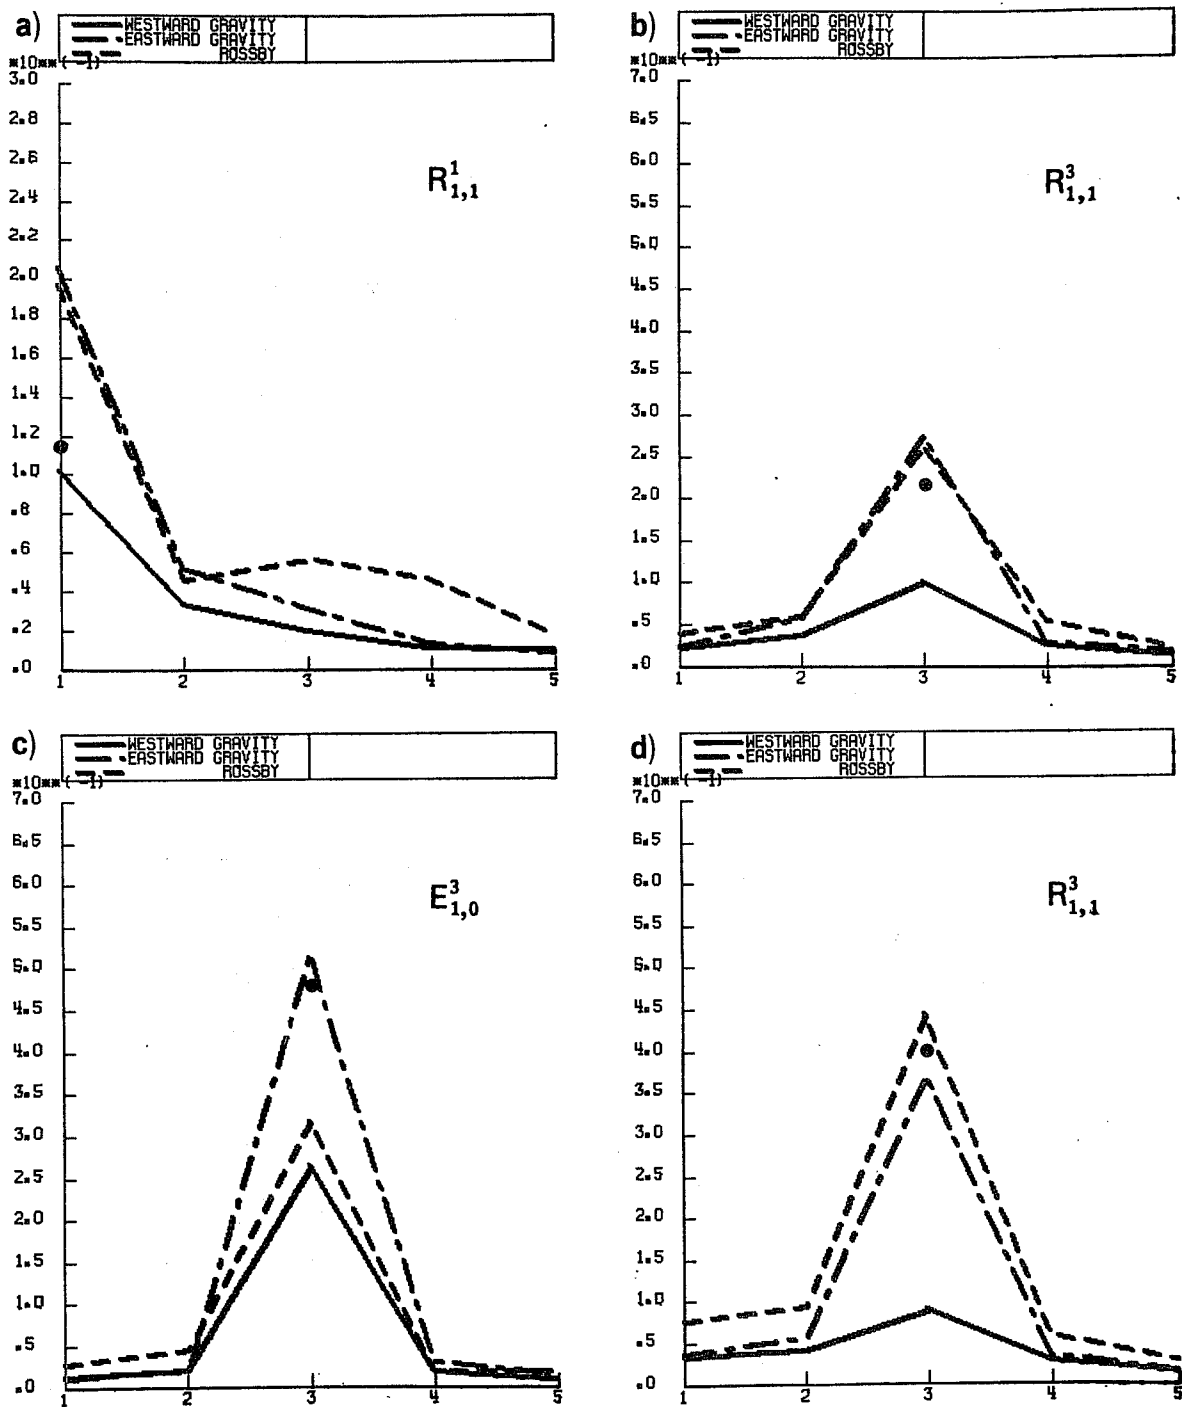 a)
WESTWARD GRAVITY
EASTWARD GRAVITY
ROSSBY
*10**( -1)
3.0
2.8
2.6
2.4
2.2
2.0
1.8
1.6
1.4
1.2
1.0
.8
.6
.4
.2
.0
1 2 3 4 5
R^1_{1,1}
b)
WESTWARD GRAVITY
EASTWARD GRAVITY
ROSSBY
*10**( -1)
7.0
6.5
6.0
5.5
5.0
4.5
4.0
3.5
3.0
2.5
2.0
1.5
1.0
.5
.0
1 2 3 4 5
R^3_{1,1}
c)
WESTWARD GRAVITY
EASTWARD GRAVITY
ROSSBY
*10**( -1)
7.0
6.5
6.0
5.5
5.0
4.5
4.0
3.5
3.0
2.5
2.0
1.5
1.0
.5
.0
1 2 3 4 5
E^3_{1,0}
d)
WESTWARD GRAVITY
EASTWARD GRAVITY
ROSSBY
*10**( -1)
7.0
6.5
6.0
5.5
5.0
4.5
4.0
3.5
3.0
2.5
2.0
1.5
1.0
.5
.0
1 2 3 4 5
R^3_{1,1}